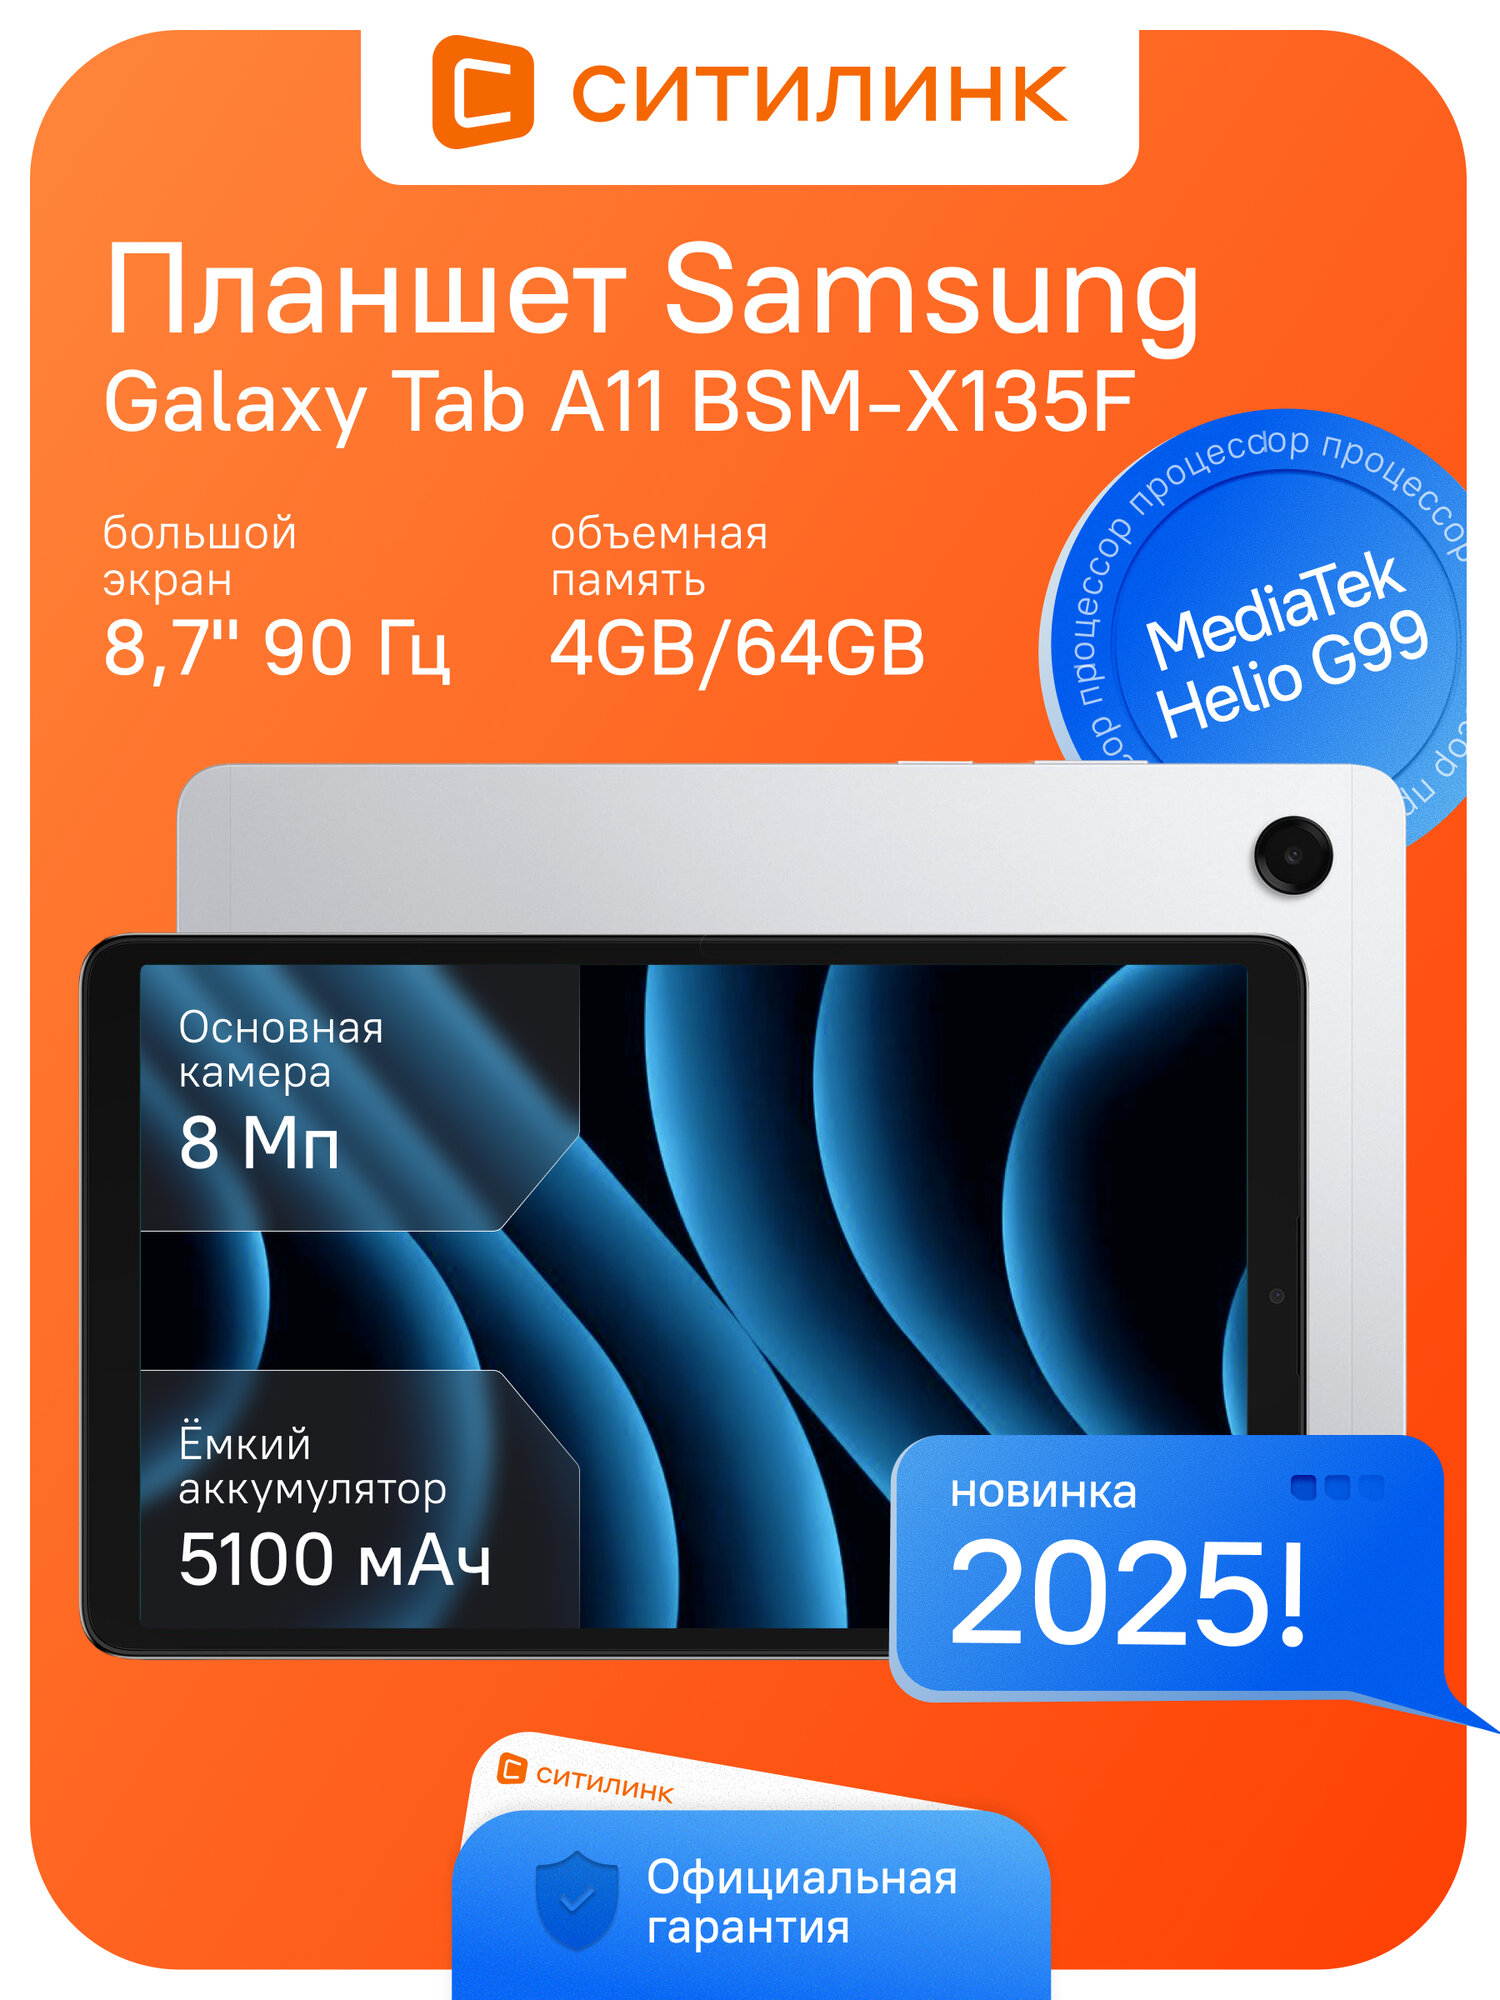 СИТИЛИНК
Планшет Samsung
Galaxy Tab A11 BSM-X135F
большой
экран
8,7" 90 Гц
объемная
память
4GB/64GB
процессор процессор процессор
MediaTek
Helio G99
Основная
камера
8 Мп
Ёмкий
аккумулятор
5100 мАч
новинка
2025!
СИТИЛИНК
Официальная
гарантия